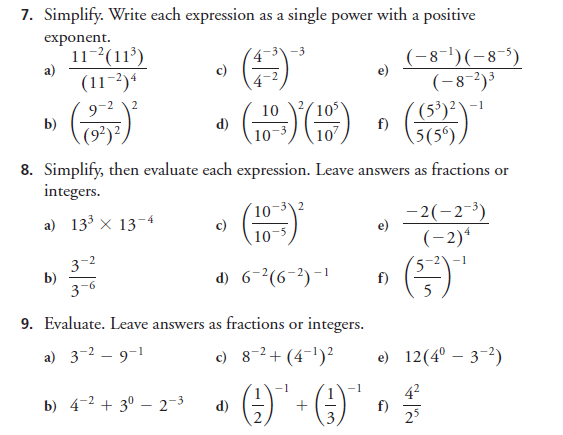 7. Simplify. Write each expression as a single power with a positive
exponent.
a) \frac{11^{-2}(11^3)}{(11^{-2})^4} c) \left(\frac{4^{-3}}{4^{-2}}\right)^{-3} e) \frac{(-8^{-1})(-8^{-5})}{(-8^{-2})^3}
b) \left(\frac{9^{-2}}{(9^2)^2}\right)^2 d) \left(\frac{10}{10^{-3}}\right)^2\left(\frac{10^5}{10^7}\right) f) \left(\frac{(5^3)^2}{5(5^6)}\right)^{-1}
8. Simplify, then evaluate each expression. Leave answers as fractions or
integers.
a) 13^3 × 13^{-4} c) \left(\frac{10^{-3}}{10^{-5}}\right)^2 e) \frac{-2(-2^{-3})}{(-2)^4}
b) \frac{3^{-2}}{3^{-6}} d) 6^{-2}(6^{-2})^{-1} f) \left(\frac{5^{-2}}{5}\right)^{-1}
9. Evaluate. Leave answers as fractions or integers.
a) 3^{-2} − 9^{-1} c) 8^{-2} + (4^{-1})^2 e) 12(4^0 − 3^{-2})
b) 4^{-2} + 3^0 − 2^{-3} d) \left(\frac{1}{2}\right)^{-1} + \left(\frac{1}{3}\right)^{-1} f) \frac{4^2}{2^5}